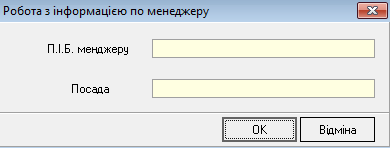 Робота з інформацією по менеджеру
П.І.Б. менджеру
Посада
OK
Відміна